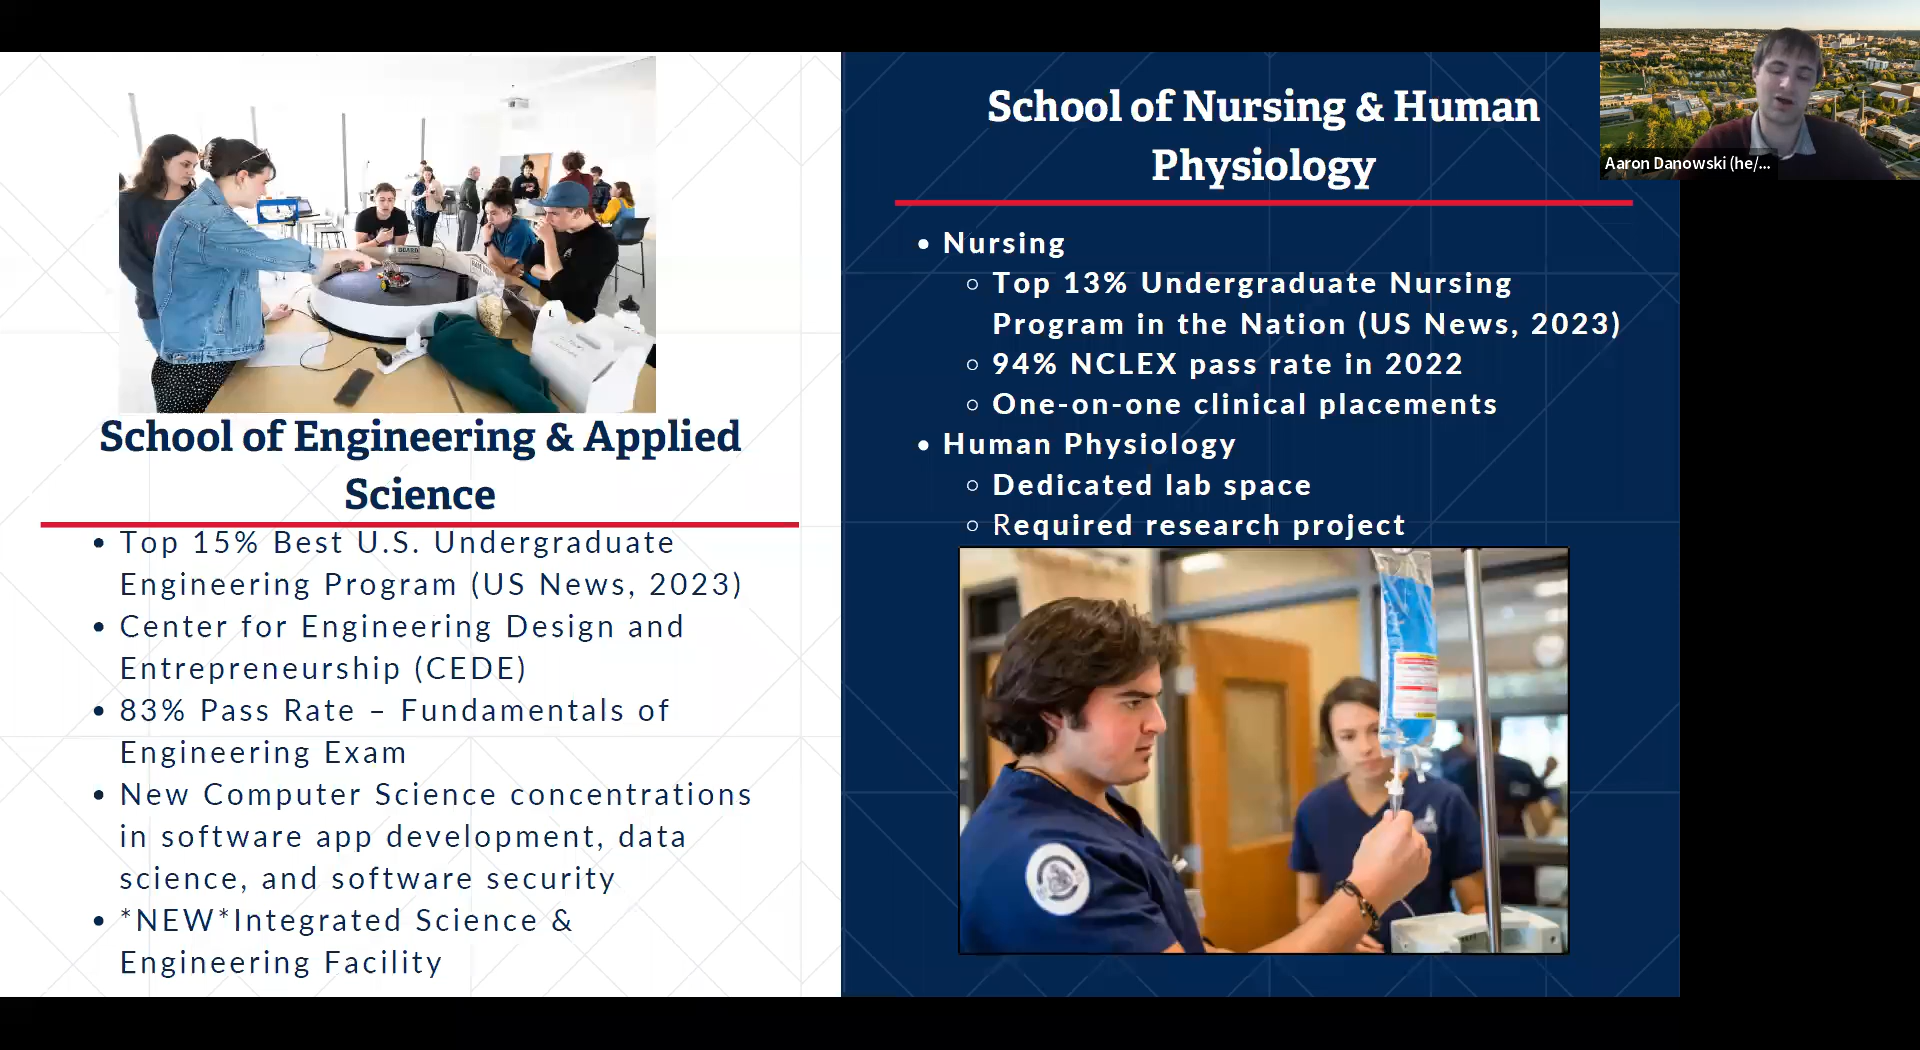 School of Engineering & Applied
Science
• Top 15% Best U.S. Undergraduate
Engineering Program (US News, 2023)
• Center for Engineering Design and
Entrepreneurship (CEDE)
• 83% Pass Rate – Fundamentals of
Engineering Exam
• New Computer Science concentrations
in software app development, data
science, and software security
• *NEW*Integrated Science &
Engineering Facility
School of Nursing & Human
Physiology
• Nursing
○ Top 13% Undergraduate Nursing
Program in the Nation (US News, 2023)
○ 94% NCLEX pass rate in 2022
○ One-on-one clinical placements
• Human Physiology
○ Dedicated lab space
○ Required research project
Aaron Danowski (he/...